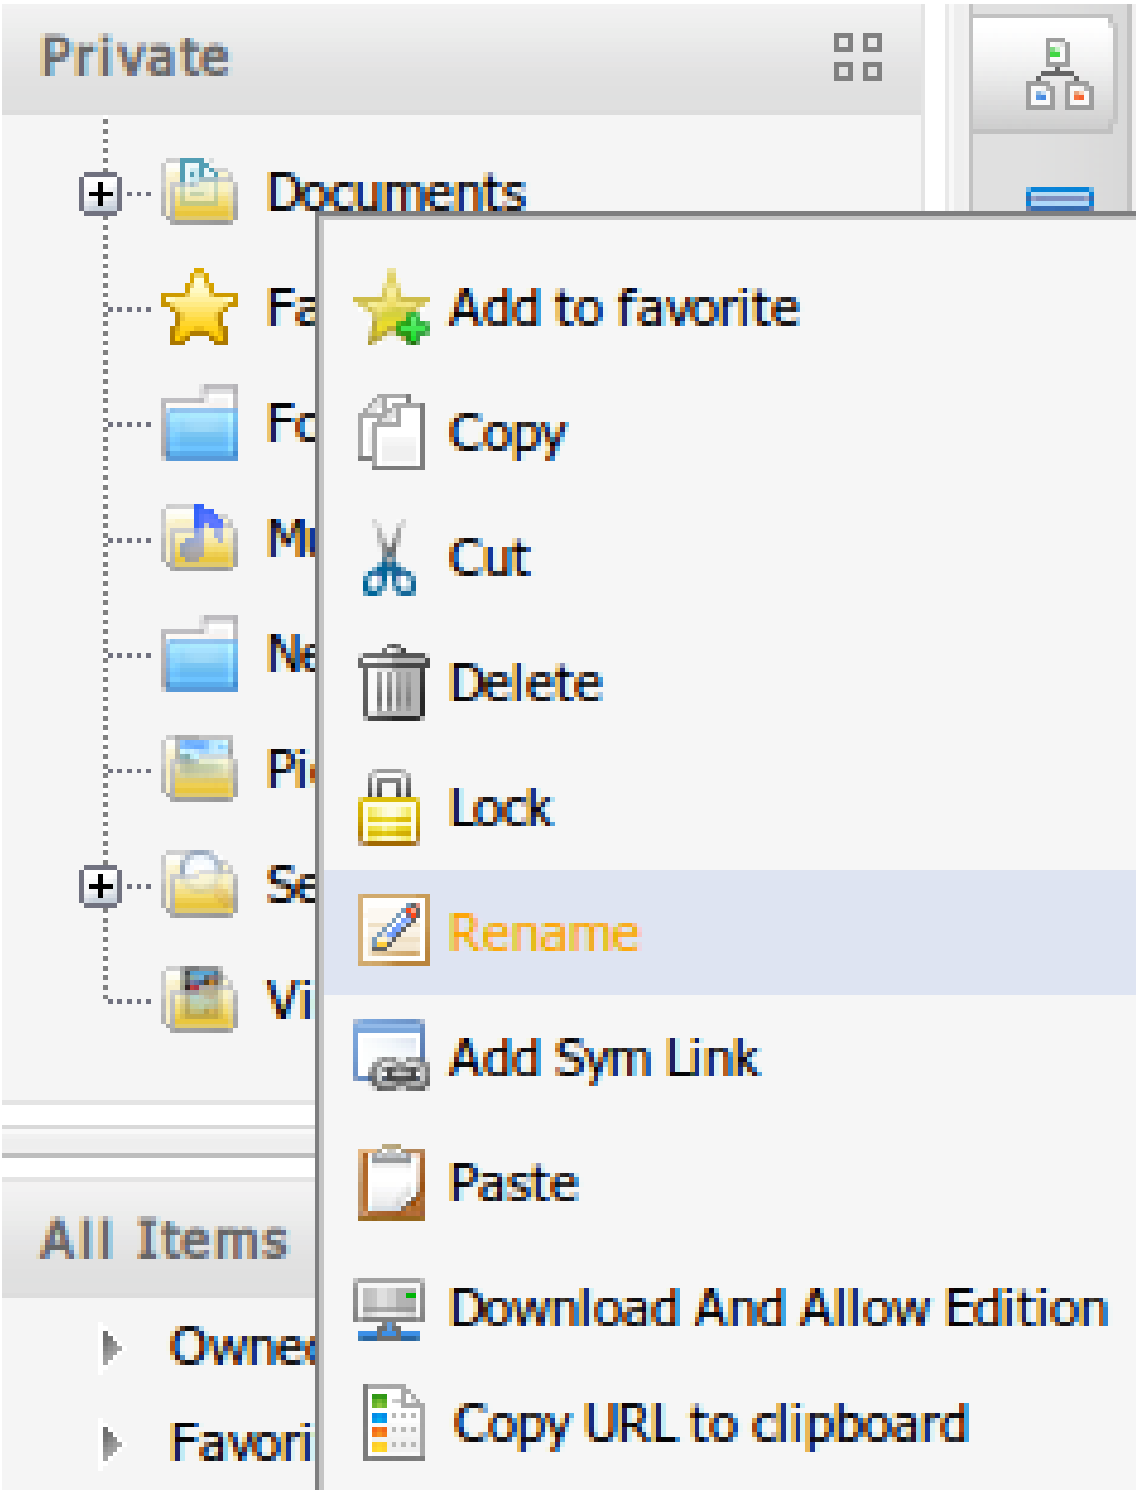 Private
Documents
Add to favorite
Copy
Cut
Delete
Lock
Rename
Add Sym Link
Paste
All Items
Download And Allow Edition
Copy URL to clipboard